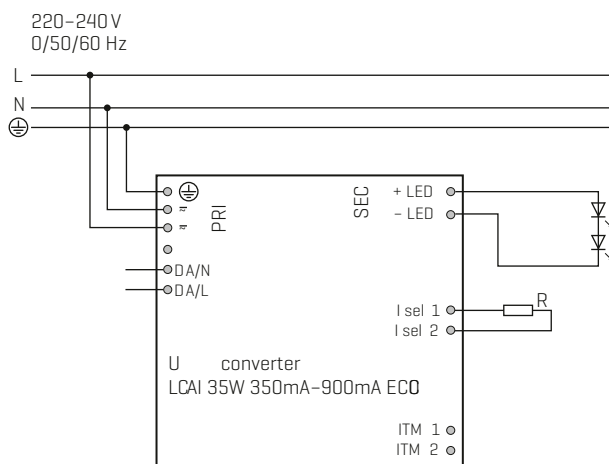 220–240 V
0/50/60 Hz
L
N
PRI
SEC
+ LED
– LED
DA/N
DA/L
I sel 1
R
I sel 2
U converter
LCAI 35W 350mA–900mA ECO
ITM 1
ITM 2